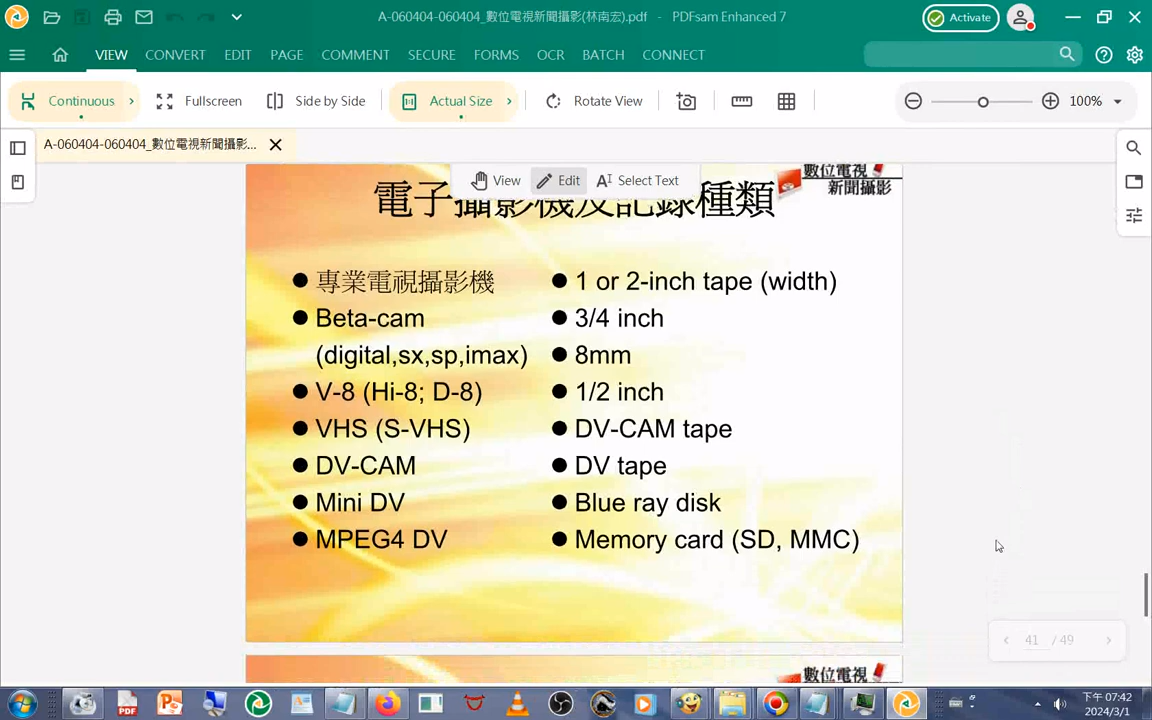 A-060404-060404_數位電視新聞攝影(林南宏).pdf - PDFsam Enhanced 7
Activate
VIEW CONVERT EDIT PAGE COMMENT SECURE FORMS OCR BATCH CONNECT
Continuous Fullscreen Side by Side Actual Size Rotate View 100%
A-060404-060404_數位電視新聞攝影...
View Edit Select Text
數位電視
新聞攝影
電子攝影機及記錄種類
專業電視攝影機
Beta-cam
(digital,sx,sp,imax)
V-8 (Hi-8; D-8)
VHS (S-VHS)
DV-CAM
Mini DV
MPEG4 DV
1 or 2-inch tape (width)
3/4 inch
8mm
1/2 inch
DV-CAM tape
DV tape
Blue ray disk
Memory card (SD, MMC)
41 / 49
數位電視
PDF
下午 07:42
2024/3/1